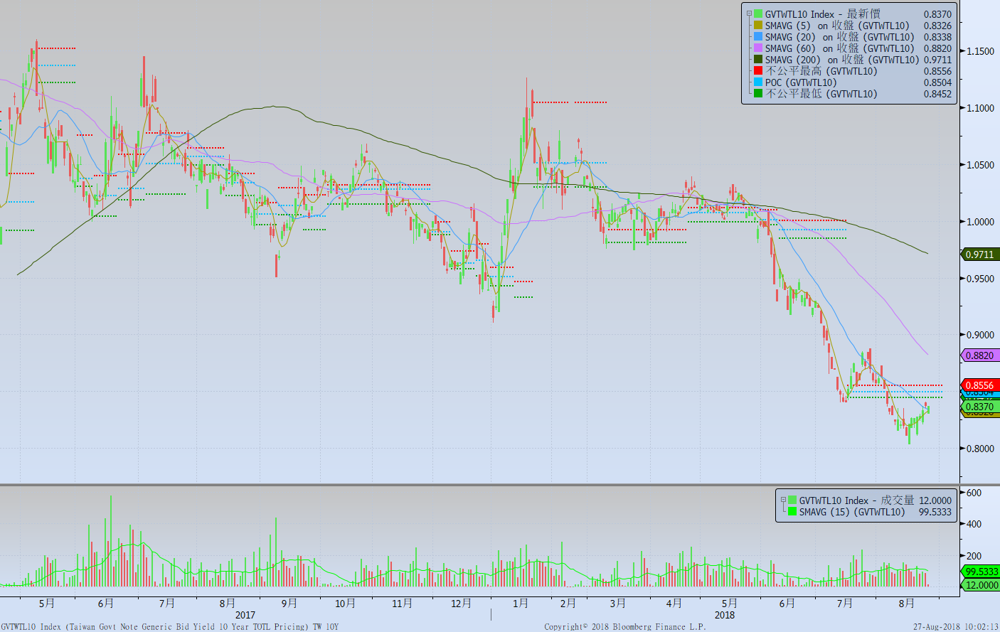 GVTWTL10 Index - 最新價 0.8370
SMAVG (5) on 收盤 (GVTWTL10) 0.8326
SMAVG (20) on 收盤 (GVTWTL10) 0.8338
SMAVG (60) on 收盤 (GVTWTL10) 0.8820
SMAVG (200) on 收盤 (GVTWTL10) 0.9711
不公平最高 (GVTWTL10) 0.8556
POC (GVTWTL10) 0.8504
不公平最低 (GVTWTL10) 0.8452
1.1500
1.1000
1.0500
1.0000
0.9711
0.9500
0.9000
0.8820
0.8556
0.8504
0.8370
0.8326
0.8000
GVTWTL10 Index - 成交量 12.0000
SMAVG (15) (GVTWTL10) 99.5333
600
400
200
99.5333
12.0000
5月 6月 7月 8月 9月 10月 11月 12月 1月 2月 3月 4月 5月 6月 7月 8月
2017 2018
GVTWTL10 Index (Taiwan Govt Note Generic Bid Yield 10 Year TOTL Pricing) TW 10Y Copyright© 2018 Bloomberg Finance L.P. 27-Aug-2018 10:02:13